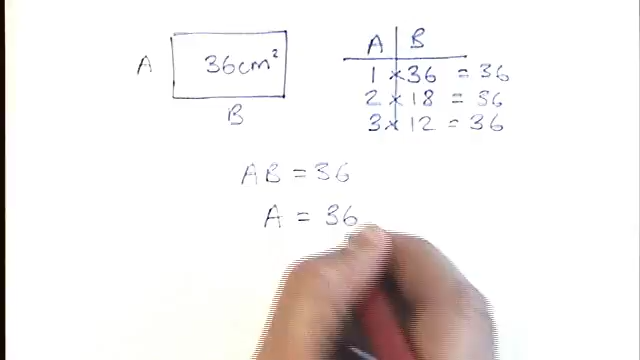 A 36cm² B
A B
1 × 36 = 36
2 × 18 = 36
3 × 12 = 36
AB = 36
A = 36